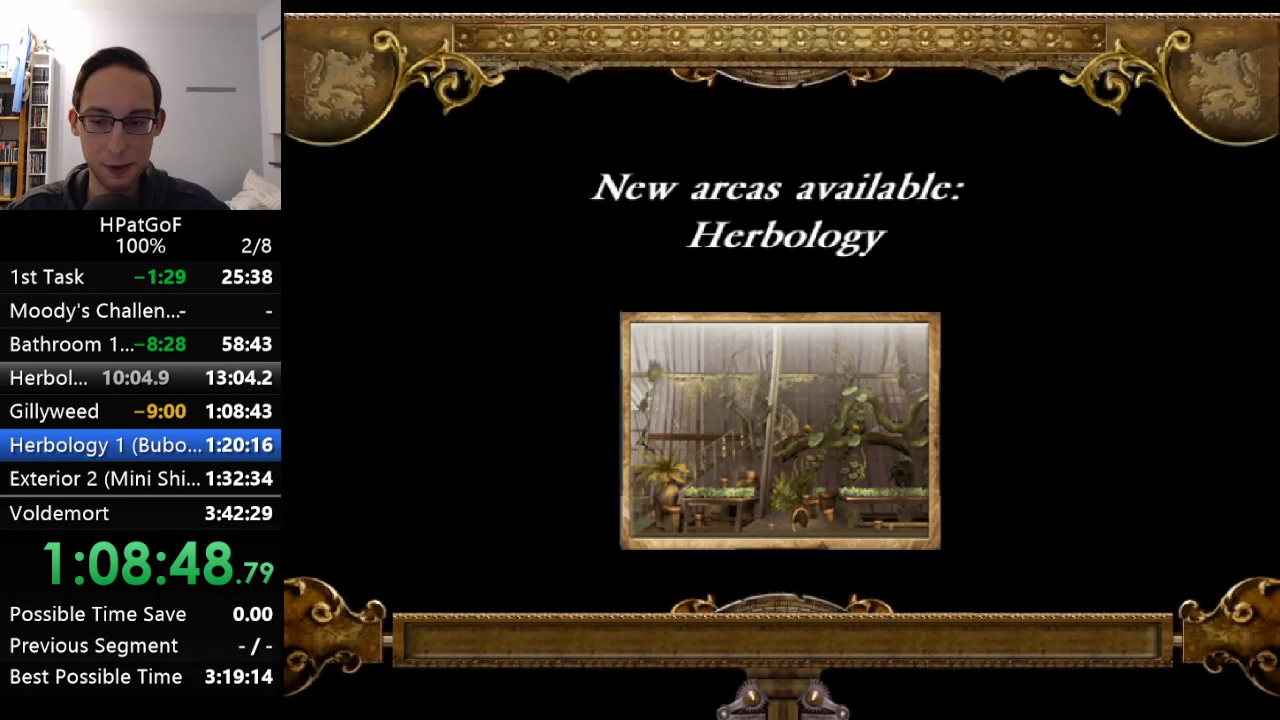 HPatGoF
100% 2/8
1st Task −1:29 25:38
Moody's Challen...- -
Bathroom 1...−8:28 58:43
Herbol... 10:04.9 13:04.2
Gillyweed −9:00 1:08:43
Herbology 1 (Bubo... 1:20:16
Exterior 2 (Mini Shi... 1:32:34
Voldemort 3:42:29
1:08:48.79
Possible Time Save 0.00
Previous Segment - / -
Best Possible Time 3:19:14
New areas available:
Herbology